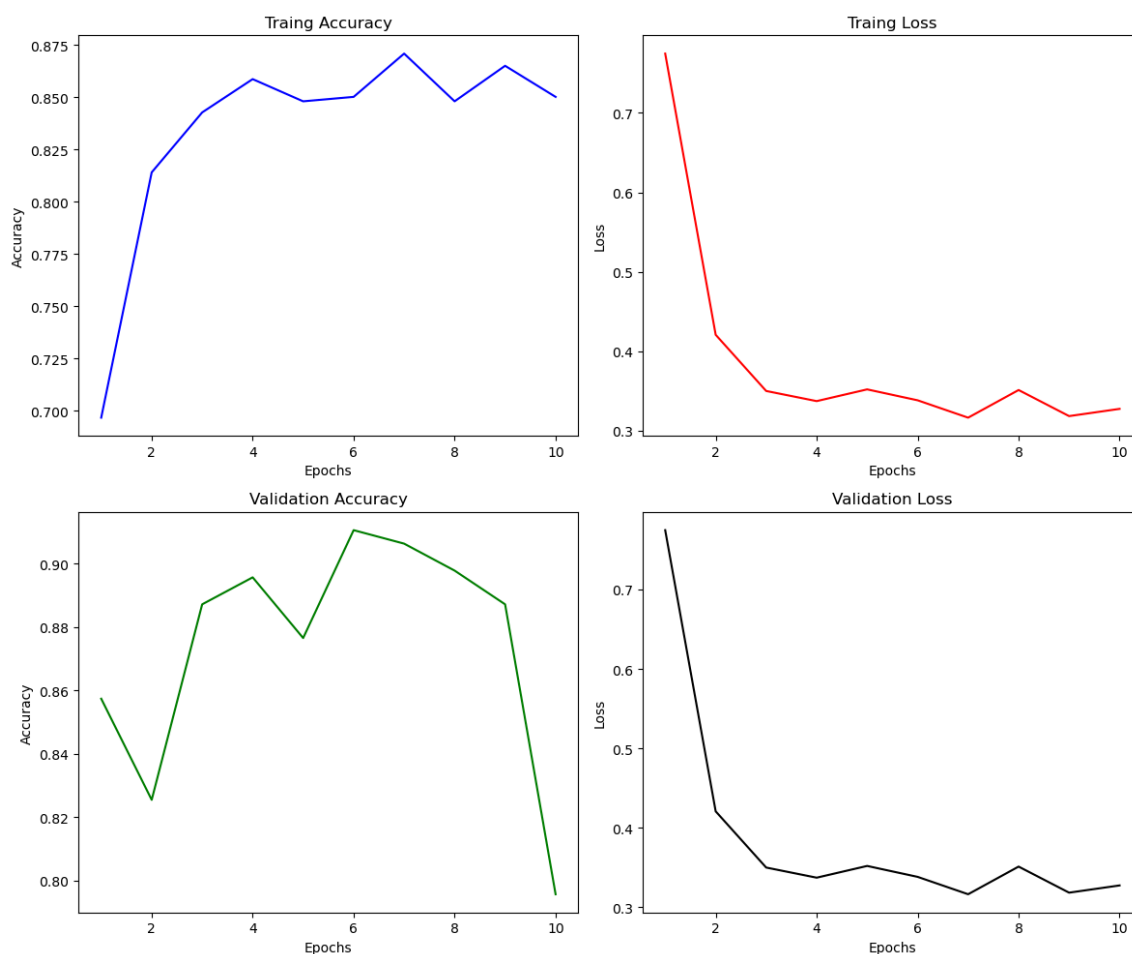 Traing Accuracy
Accuracy
0.875
0.850
0.825
0.800
0.775
0.750
0.725
0.700
2 4 6 8 10
Epochs
Traing Loss
Loss
0.7
0.6
0.5
0.4
0.3
2 4 6 8 10
Epochs
Validation Accuracy
Accuracy
0.90
0.88
0.86
0.84
0.82
0.80
2 4 6 8 10
Epochs
Validation Loss
Loss
0.7
0.6
0.5
0.4
0.3
2 4 6 8 10
Epochs